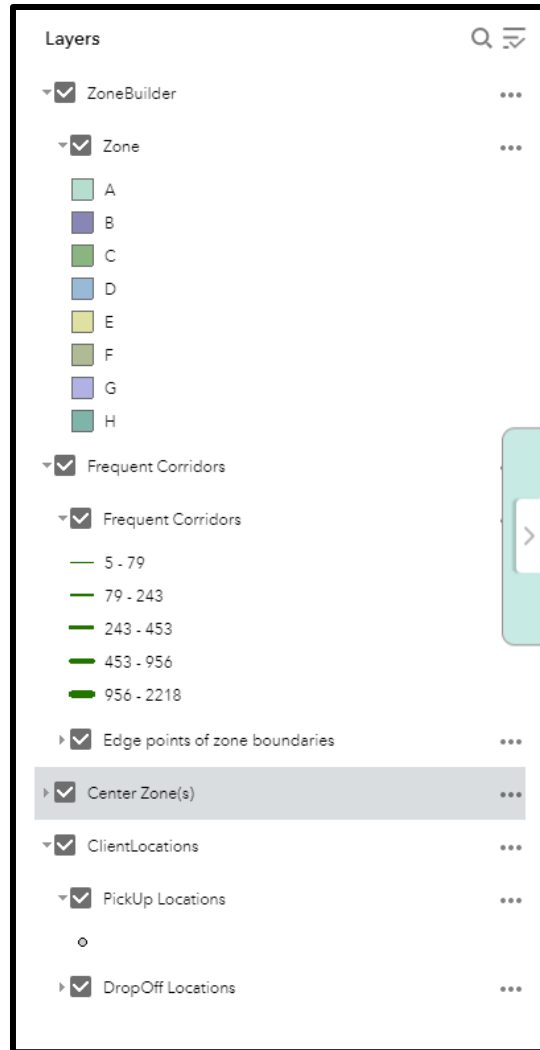 Layers
ZoneBuilder
Zone
A
B
C
D
E
F
G
H
Frequent Corridors
Frequent Corridors
5 - 79
79 - 243
243 - 453
453 - 956
956 - 2218
Edge points of zone boundaries
Center Zone(s)
ClientLocations
PickUp Locations
DropOff Locations